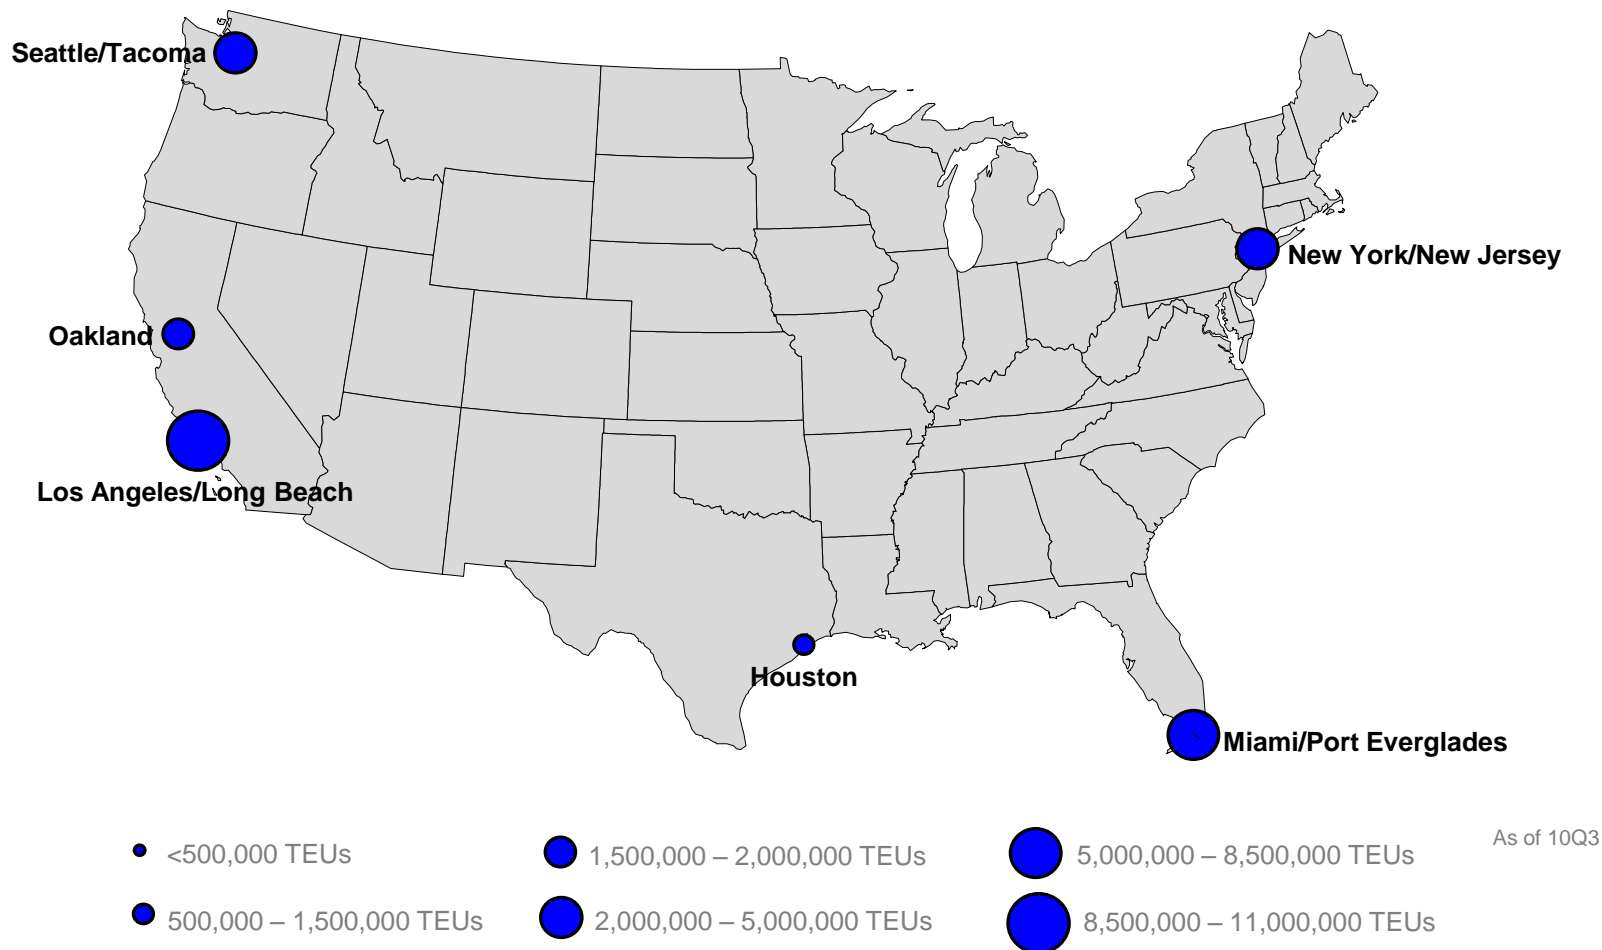 Seattle/Tacoma
New York/New Jersey
Oakland
Los Angeles/Long Beach
Houston
Miami/Port Everglades
As of 10Q3
<500,000 TEUs
1,500,000 – 2,000,000 TEUs
5,000,000 – 8,500,000 TEUs
500,000 – 1,500,000 TEUs
2,000,000 – 5,000,000 TEUs
8,500,000 – 11,000,000 TEUs